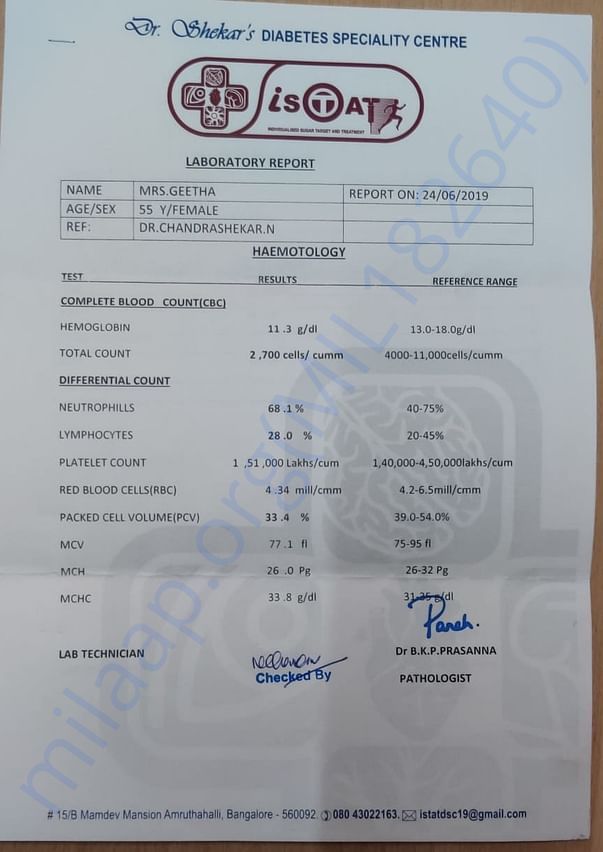 Dr. Shekar's DIABETES SPECIALITY CENTRE
isTAT
INDIVIDUALISED SUGAR TARGET AND TREATMENT
LABORATORY REPORT
NAME MRS.GEETHA REPORT ON: 24/06/2019
AGE/SEX 55 Y/FEMALE
REF: DR.CHANDRASHEKAR.N
HAEMOTOLOGY
TEST RESULTS REFERENCE RANGE
COMPLETE BLOOD COUNT(CBC)
HEMOGLOBIN 11.3 g/dl 13.0-18.0g/dl
TOTAL COUNT 2,700 cells/ cumm 4000-11,000cells/cumm
DIFFERENTIAL COUNT
NEUTROPHILLS 68.1 % 40-75%
LYMPHOCYTES 28.0 % 20-45%
PLATELET COUNT 1 ,51 ,000 Lakhs/cum 1,40,000-4,50,000lakhs/cum
RED BLOOD CELLS(RBC) 4.34 mill/cmm 4.2-6.5mill/cmm
PACKED CELL VOLUME(PCV) 33.4 % 39.0-54.0%
MCV 77.1 fl 75-95 fl
MCH 26 .0 Pg 26-32 Pg
MCHC 33.8 g/dl 31-35 g/dl
LAB TECHNICIAN Dr B.K.P.PRASANNA
Checked By PATHOLOGIST
# 15/B Mamdev Mansion Amruthahalli, Bangalore - 560092. 080 43022163. istatdsc19@gmail.com
milaap.org(MIL182640)